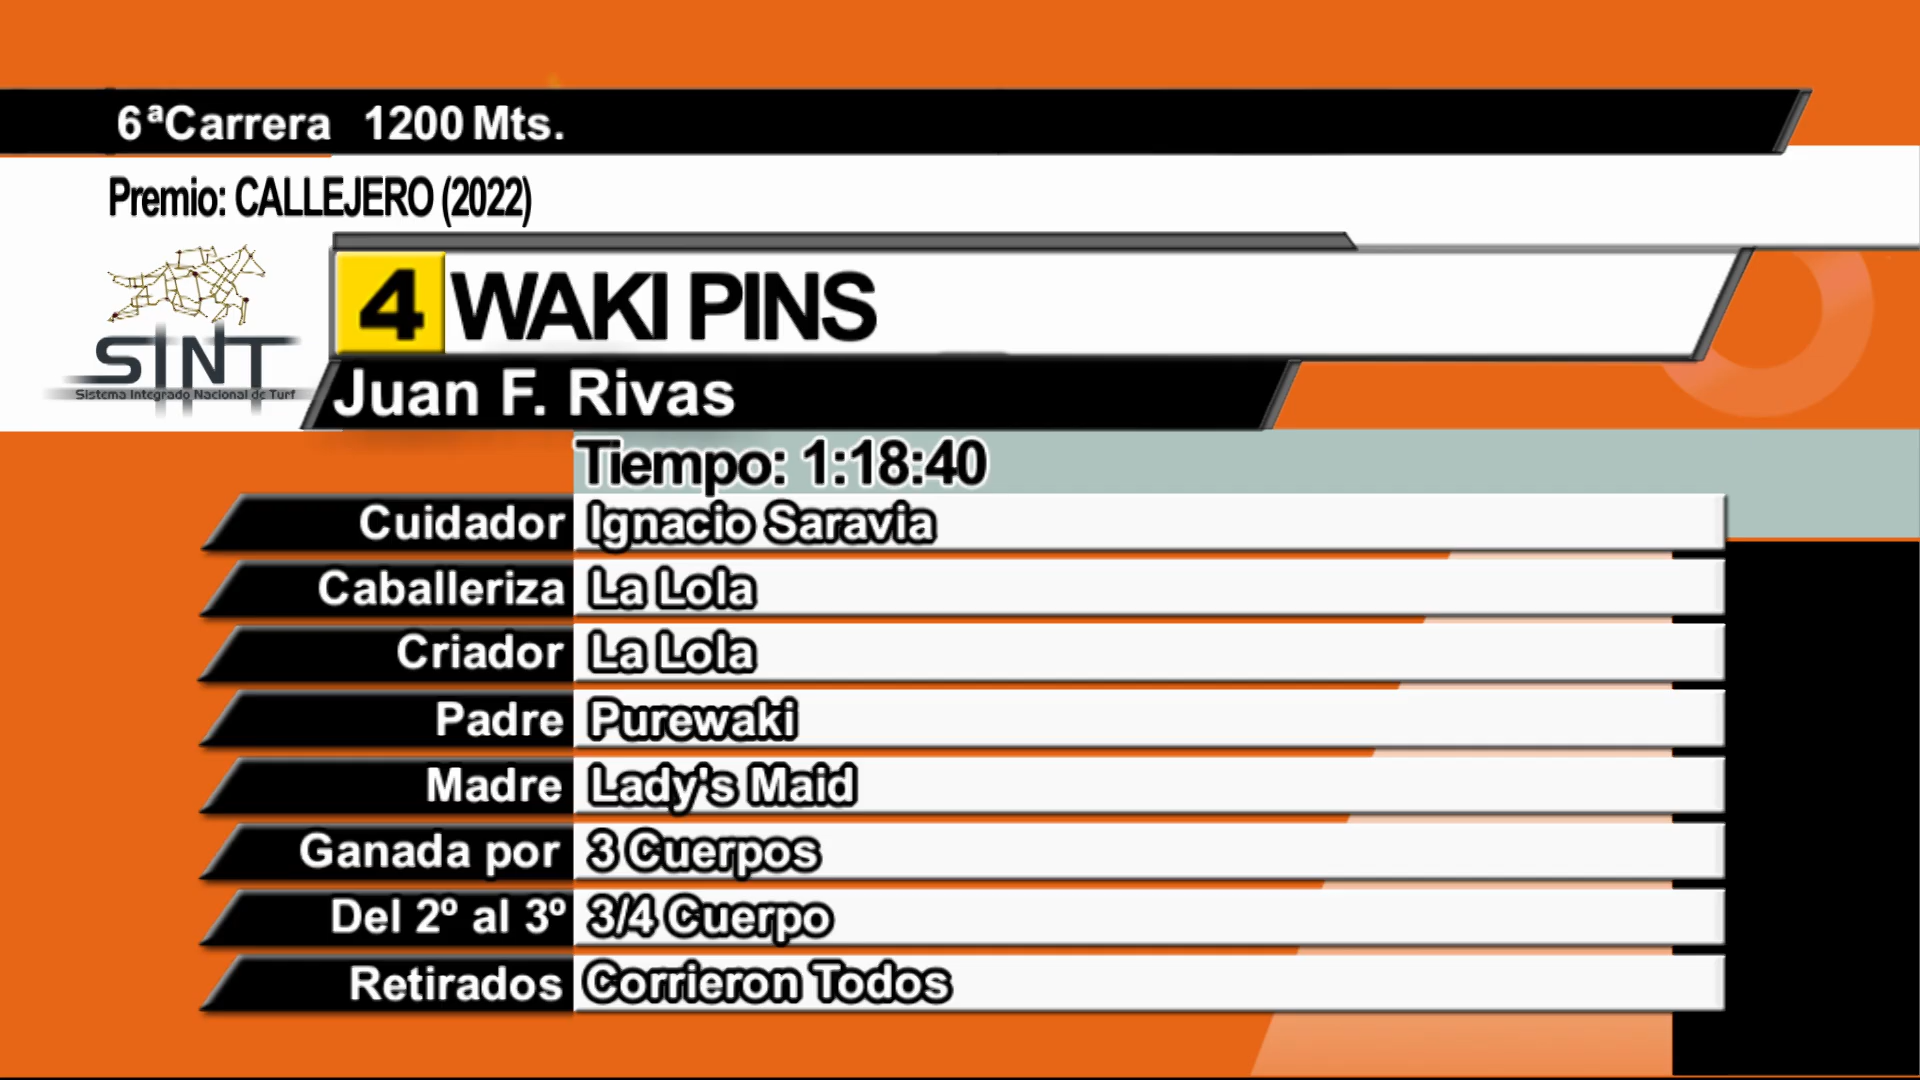 6ªCarrera 1200 Mts.
Premio: CALLEJERO (2022)
4 WAKI PINS
SINT
Sistema Integrado Nacional de Turf
Juan F. Rivas
Tiempo: 1:18:40
Cuidador Ignacio Saravia
Caballeriza La Lola
Criador La Lola
Padre Purewaki
Madre Lady's Maid
Ganada por 3 Cuerpos
Del 2º al 3º 3/4 Cuerpo
Retirados Corrieron Todos